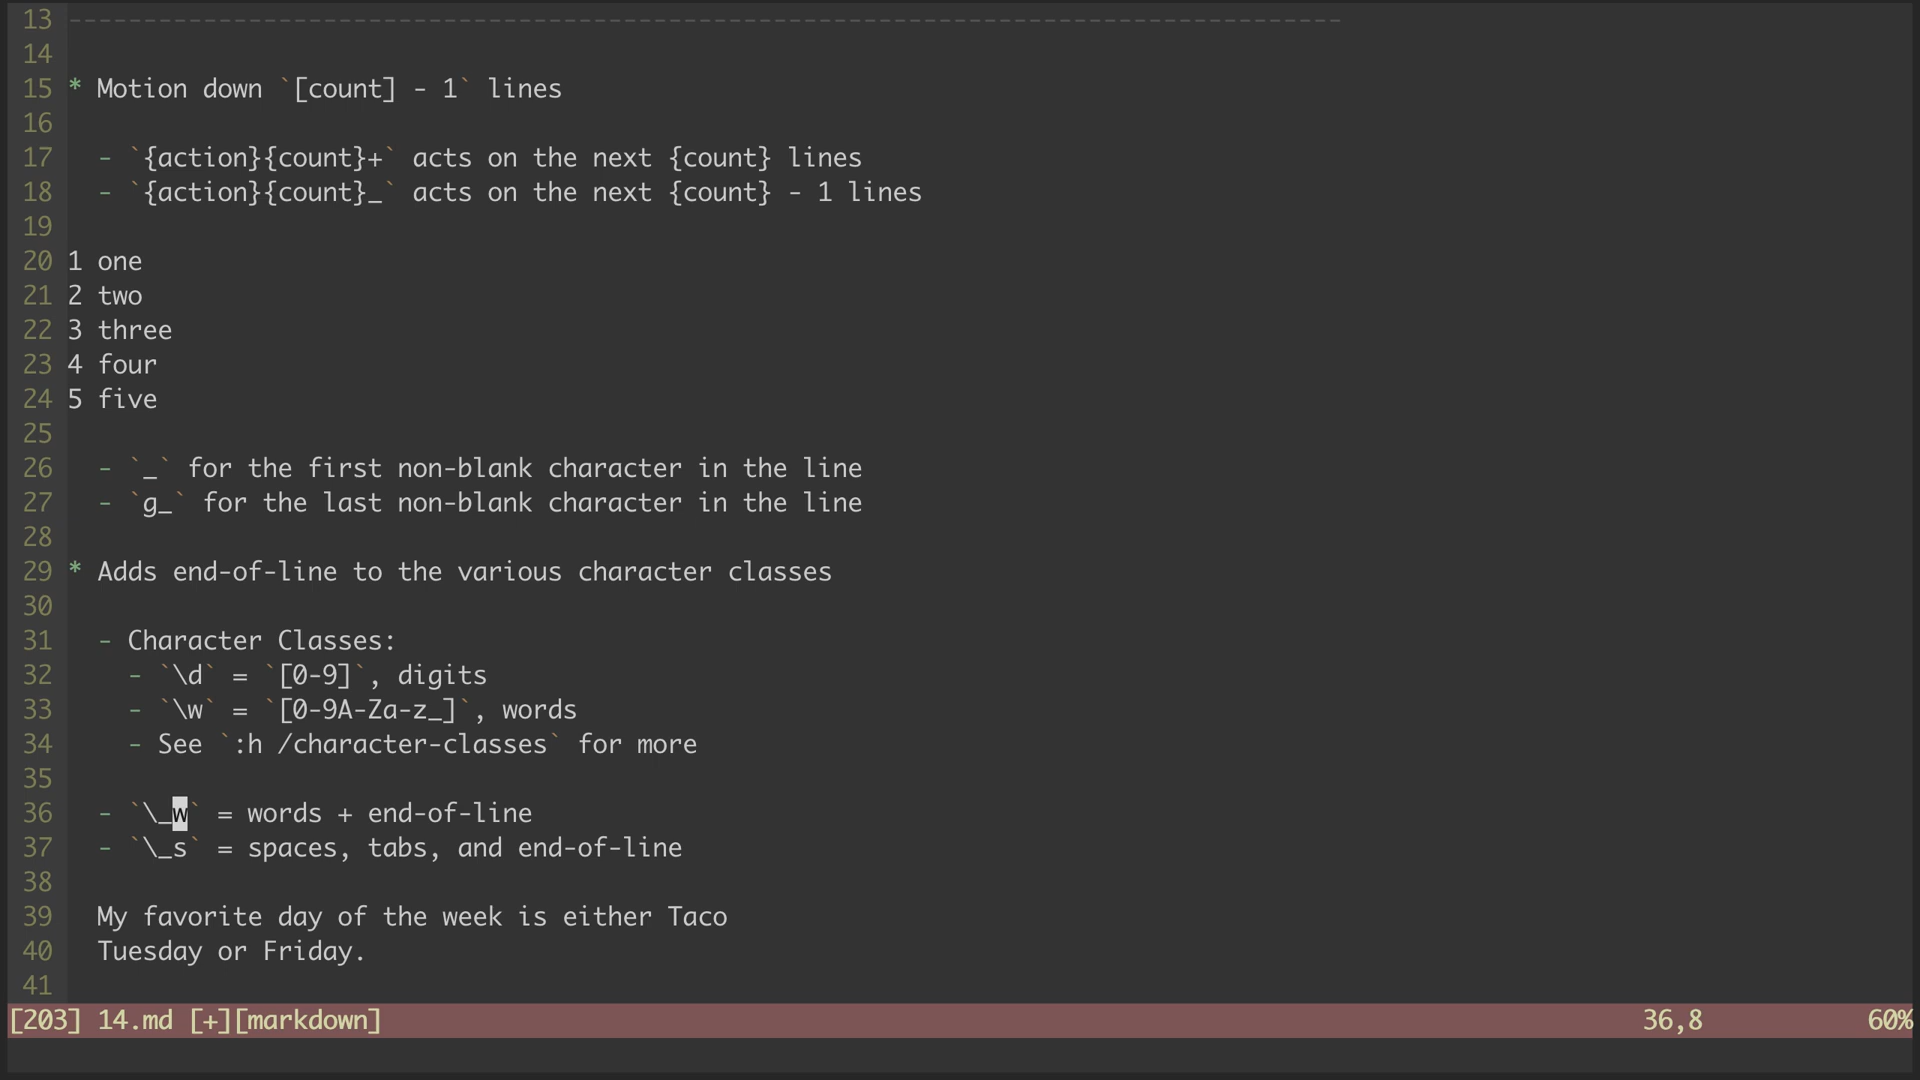 13 -------------------------------------------------------------------------------------
14
15 * Motion down `[count] - 1` lines
16
17   - `{action}{count}+` acts on the next {count} lines
18   - `{action}{count}_` acts on the next {count} - 1 lines
19
20 1 one
21 2 two
22 3 three
23 4 four
24 5 five
25
26   - `_` for the first non-blank character in the line
27   - `g_` for the last non-blank character in the line
28
29 * Adds end-of-line to the various character classes
30
31   - Character Classes:
32     - `\d` = `[0-9]`, digits
33     - `\w` = `[0-9A-Za-z_]`, words
34     - See `:h /character-classes` for more
35
36   - `\_w` = words + end-of-line
37   - `\_s` = spaces, tabs, and end-of-line
38
39   My favorite day of the week is either Taco
40   Tuesday or Friday.
41
[203] 14.md [+][markdown] 36,8 60%